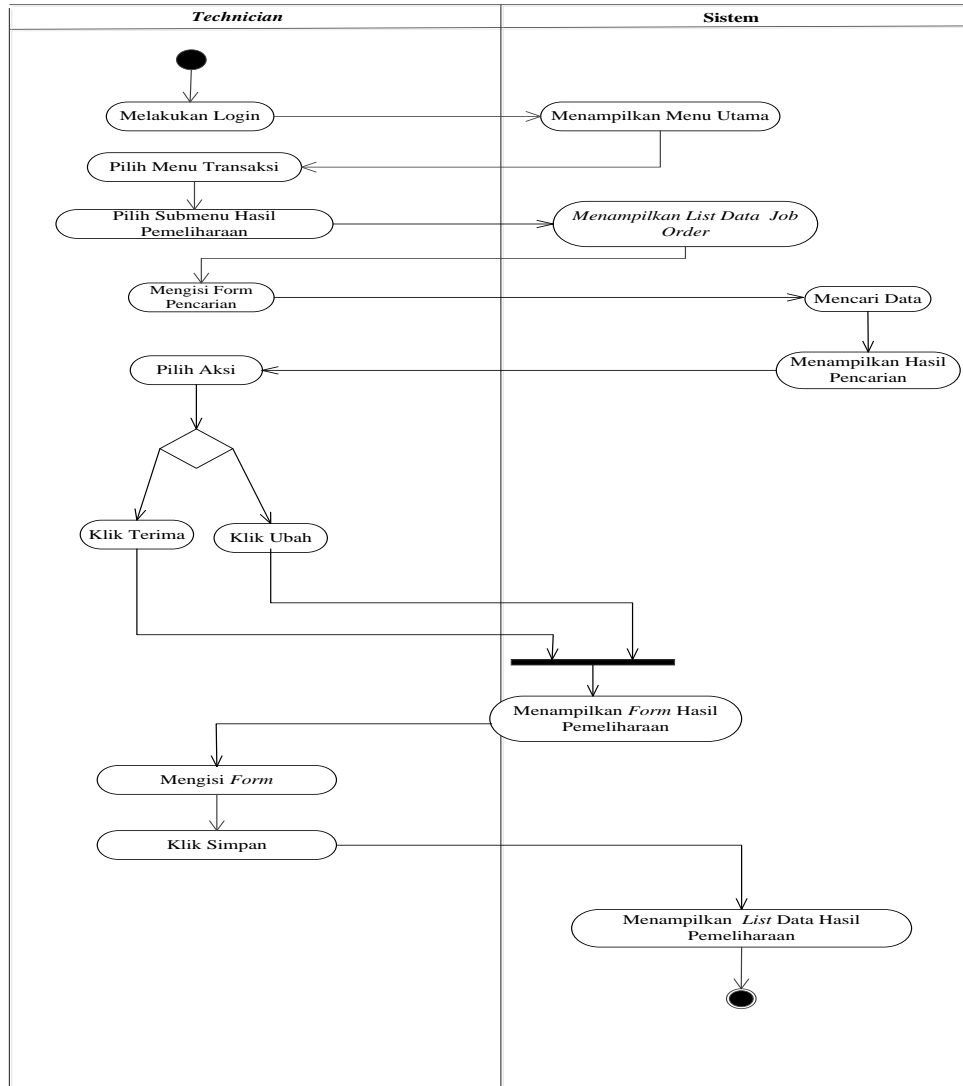 Technician
Sistem
Melakukan Login
Menampilkan Menu Utama
Pilih Menu Transaksi
Pilih Submenu Hasil
Pemeliharaan
Menampilkan List Data Job
Order
Mengisi Form
Pencarian
Mencari Data
Menampilkan Hasil
Pencarian
Pilih Aksi
Klik Terima
Klik Ubah
Menampilkan Form Hasil
Pemeliharaan
Mengisi Form
Klik Simpan
Menampilkan List Data Hasil
Pemeliharaan